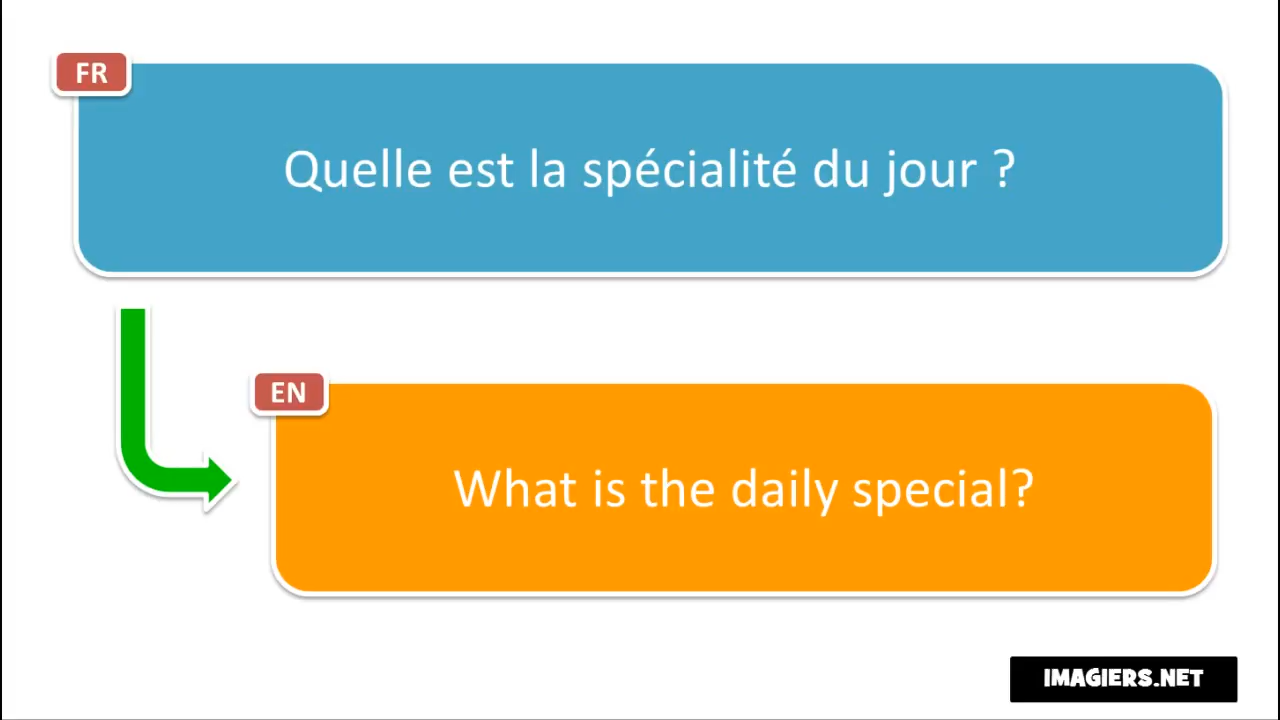 FR
Quelle est la spécialité du jour ?
EN
What is the daily special?
IMAGIERS.NET